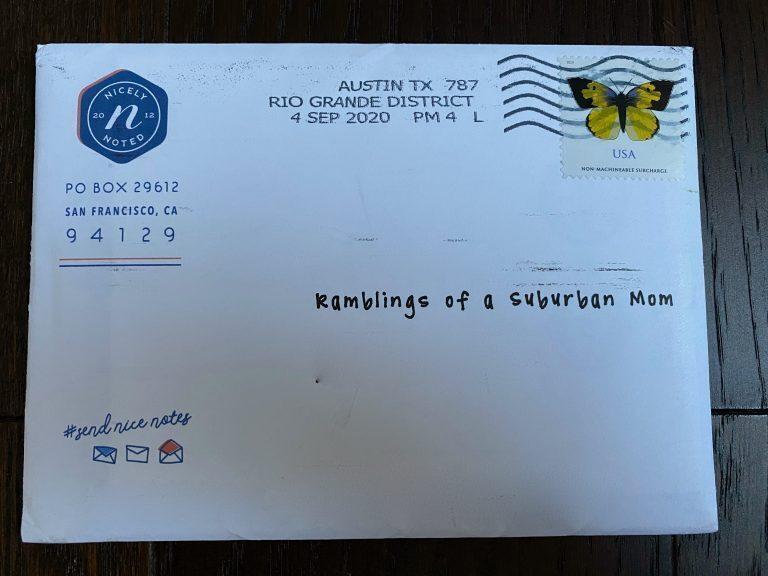 NICELY
20 n 12
NOTED
PO BOX 29612
SAN FRANCISCO, CA
94129
AUSTIN TX 787
RIO GRANDE DISTRICT
4 SEP 2020 PM 4 L
USA
NON-MACHINEABLE SURCHARGE
Ramblings of a Suburban Mom
#send nice notes